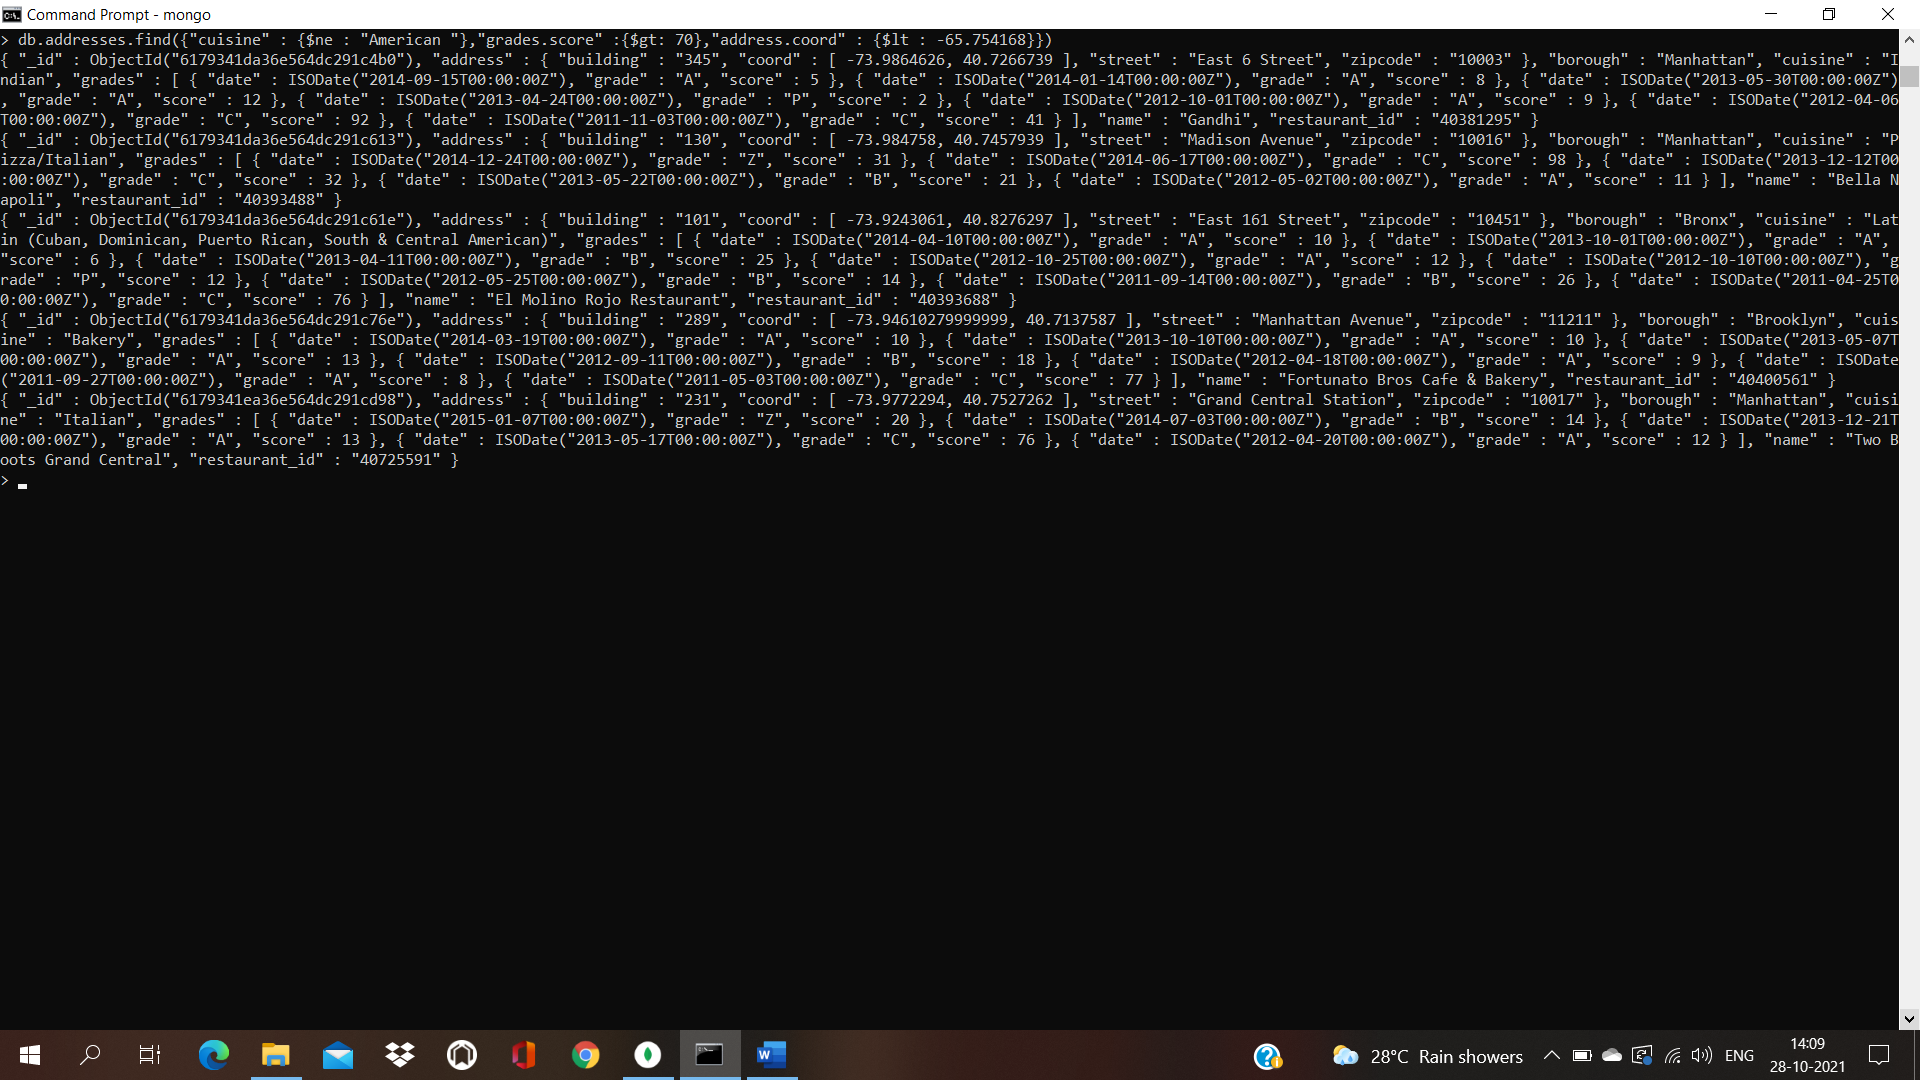 Command Prompt - mongo
> db.addresses.find({"cuisine" : {$ne : "American "},"grades.score" :{$gt: 70},"address.coord" : {$lt : -65.754168}})
{ "_id" : ObjectId("6179341da36e564dc291c4b0"), "address" : { "building" : "345", "coord" : [ -73.9864626, 40.7266739 ], "street" : "East 6 Street", "zipcode" : "10003" }, "borough" : "Manhattan", "cuisine" : "I
ndian", "grades" : [ { "date" : ISODate("2014-09-15T00:00:00Z"), "grade" : "A", "score" : 5 }, { "date" : ISODate("2014-01-14T00:00:00Z"), "grade" : "A", "score" : 8 }, { "date" : ISODate("2013-05-30T00:00:00Z")
, "grade" : "A", "score" : 12 }, { "date" : ISODate("2013-04-24T00:00:00Z"), "grade" : "P", "score" : 2 }, { "date" : ISODate("2012-10-01T00:00:00Z"), "grade" : "A", "score" : 9 }, { "date" : ISODate("2012-04-06
T00:00:00Z"), "grade" : "C", "score" : 92 }, { "date" : ISODate("2011-11-03T00:00:00Z"), "grade" : "C", "score" : 41 } ], "name" : "Gandhi", "restaurant_id" : "40381295" }
{ "_id" : ObjectId("6179341da36e564dc291c613"), "address" : { "building" : "130", "coord" : [ -73.984758, 40.7457939 ], "street" : "Madison Avenue", "zipcode" : "10016" }, "borough" : "Manhattan", "cuisine" : "P
izza/Italian", "grades" : [ { "date" : ISODate("2014-12-24T00:00:00Z"), "grade" : "Z", "score" : 31 }, { "date" : ISODate("2014-06-17T00:00:00Z"), "grade" : "C", "score" : 98 }, { "date" : ISODate("2013-12-12T00
:00:00Z"), "grade" : "C", "score" : 32 }, { "date" : ISODate("2013-05-22T00:00:00Z"), "grade" : "B", "score" : 21 }, { "date" : ISODate("2012-05-02T00:00:00Z"), "grade" : "A", "score" : 11 } ], "name" : "Bella N
apoli", "restaurant_id" : "40393488" }
{ "_id" : ObjectId("6179341da36e564dc291c61e"), "address" : { "building" : "101", "coord" : [ -73.9243061, 40.8276297 ], "street" : "East 161 Street", "zipcode" : "10451" }, "borough" : "Bronx", "cuisine" : "Lat
in (Cuban, Dominican, Puerto Rican, South & Central American)", "grades" : [ { "date" : ISODate("2014-04-10T00:00:00Z"), "grade" : "A", "score" : 10 }, { "date" : ISODate("2013-10-01T00:00:00Z"), "grade" : "A",
"score" : 6 }, { "date" : ISODate("2013-04-11T00:00:00Z"), "grade" : "B", "score" : 25 }, { "date" : ISODate("2012-10-25T00:00:00Z"), "grade" : "A", "score" : 12 }, { "date" : ISODate("2012-10-10T00:00:00Z"), "g
rade" : "P", "score" : 12 }, { "date" : ISODate("2012-05-25T00:00:00Z"), "grade" : "B", "score" : 14 }, { "date" : ISODate("2011-09-14T00:00:00Z"), "grade" : "B", "score" : 26 }, { "date" : ISODate("2011-04-25T0
0:00:00Z"), "grade" : "C", "score" : 76 } ], "name" : "El Molino Rojo Restaurant", "restaurant_id" : "40393688" }
{ "_id" : ObjectId("6179341da36e564dc291c76e"), "address" : { "building" : "289", "coord" : [ -73.94610279999999, 40.7137587 ], "street" : "Manhattan Avenue", "zipcode" : "11211" }, "borough" : "Brooklyn", "cuis
ine" : "Bakery", "grades" : [ { "date" : ISODate("2014-03-19T00:00:00Z"), "grade" : "A", "score" : 10 }, { "date" : ISODate("2013-10-10T00:00:00Z"), "grade" : "A", "score" : 10 }, { "date" : ISODate("2013-05-07T
00:00:00Z"), "grade" : "A", "score" : 13 }, { "date" : ISODate("2012-09-11T00:00:00Z"), "grade" : "B", "score" : 18 }, { "date" : ISODate("2012-04-18T00:00:00Z"), "grade" : "A", "score" : 9 }, { "date" : ISODate
("2011-09-27T00:00:00Z"), "grade" : "A", "score" : 8 }, { "date" : ISODate("2011-05-03T00:00:00Z"), "grade" : "C", "score" : 77 } ], "name" : "Fortunato Bros Cafe & Bakery", "restaurant_id" : "40400561" }
{ "_id" : ObjectId("6179341ea36e564dc291cd98"), "address" : { "building" : "231", "coord" : [ -73.9772294, 40.7527262 ], "street" : "Grand Central Station", "zipcode" : "10017" }, "borough" : "Manhattan", "cuisi
ne" : "Italian", "grades" : [ { "date" : ISODate("2015-01-07T00:00:00Z"), "grade" : "Z", "score" : 20 }, { "date" : ISODate("2014-07-03T00:00:00Z"), "grade" : "B", "score" : 14 }, { "date" : ISODate("2013-12-21T
00:00:00Z"), "grade" : "A", "score" : 13 }, { "date" : ISODate("2013-05-17T00:00:00Z"), "grade" : "C", "score" : 76 }, { "date" : ISODate("2012-04-20T00:00:00Z"), "grade" : "A", "score" : 12 } ], "name" : "Two B
oots Grand Central", "restaurant_id" : "40725591" }
>
28°C Rain showers
ENG
14:09
28-10-2021